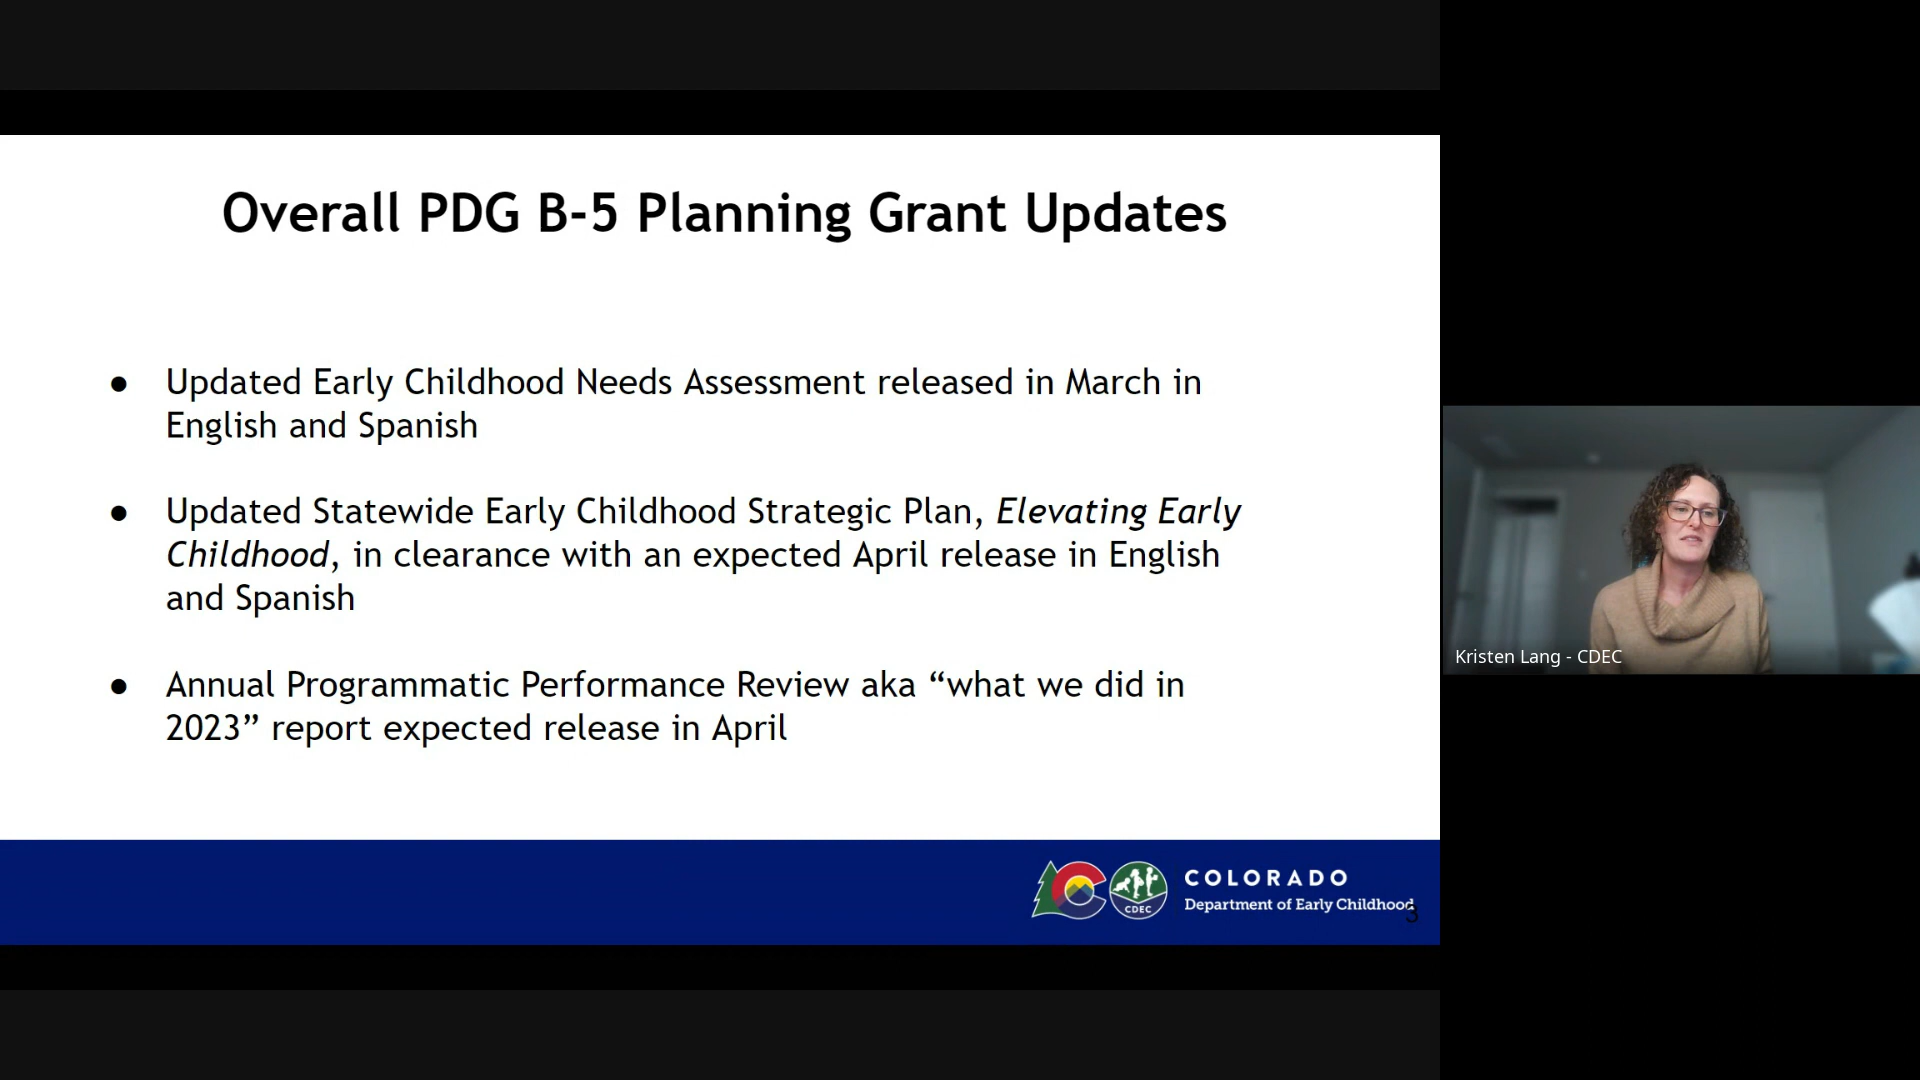 Overall PDG B-5 Planning Grant Updates
● Updated Early Childhood Needs Assessment released in March in
English and Spanish
● Updated Statewide Early Childhood Strategic Plan, Elevating Early
Childhood, in clearance with an expected April release in English
and Spanish
● Annual Programmatic Performance Review aka “what we did in
2023” report expected release in April
Kristen Lang - CDEC
CDEC
COLORADO
Department of Early Childhood
3